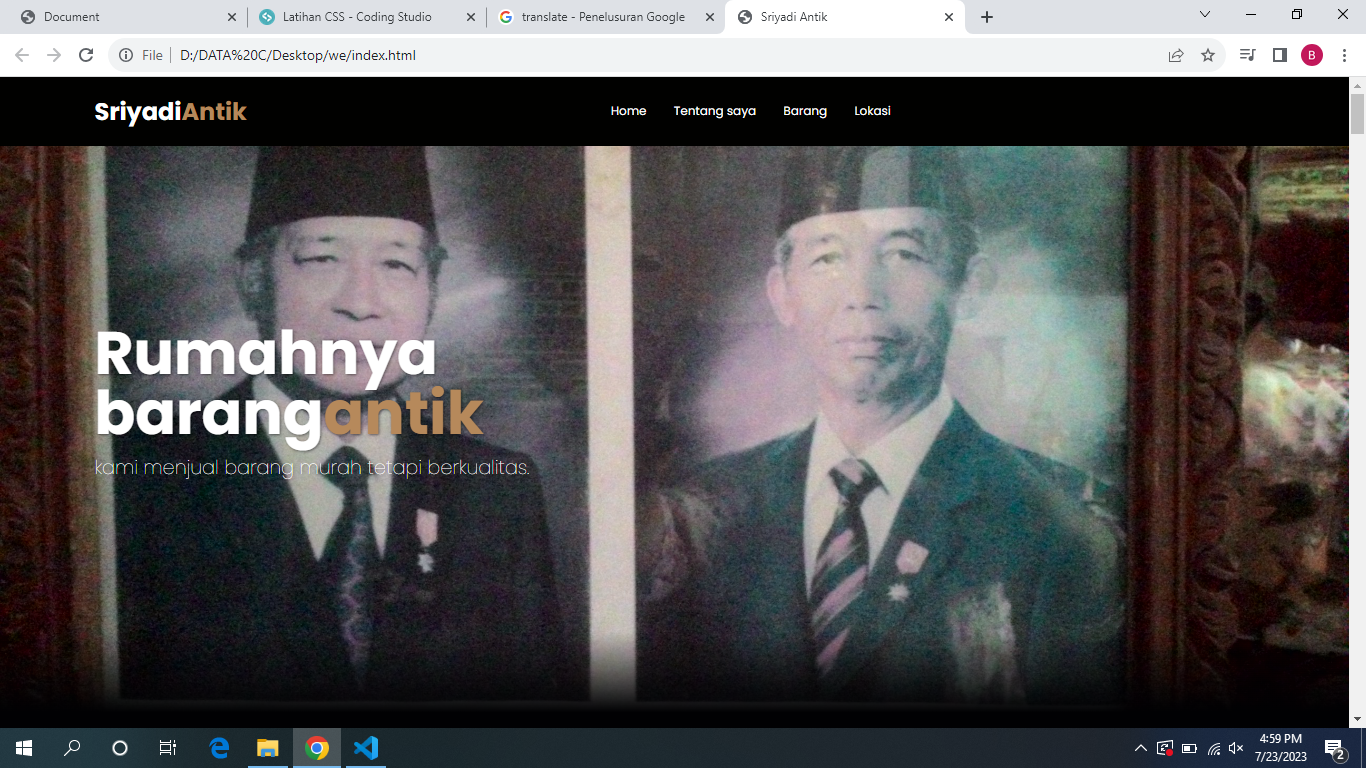 Document
Latihan CSS - Coding Studio
translate - Penelusuran Google
Sriyadi Antik
File
D:/DATA%20C/Desktop/we/index.html
B
SriyadiAntik
Home
Tentang saya
Barang
Lokasi
Rumahnya
barangantik
kami menjual barang murah tetapi berkualitas.
4:59 PM
7/23/2023
2